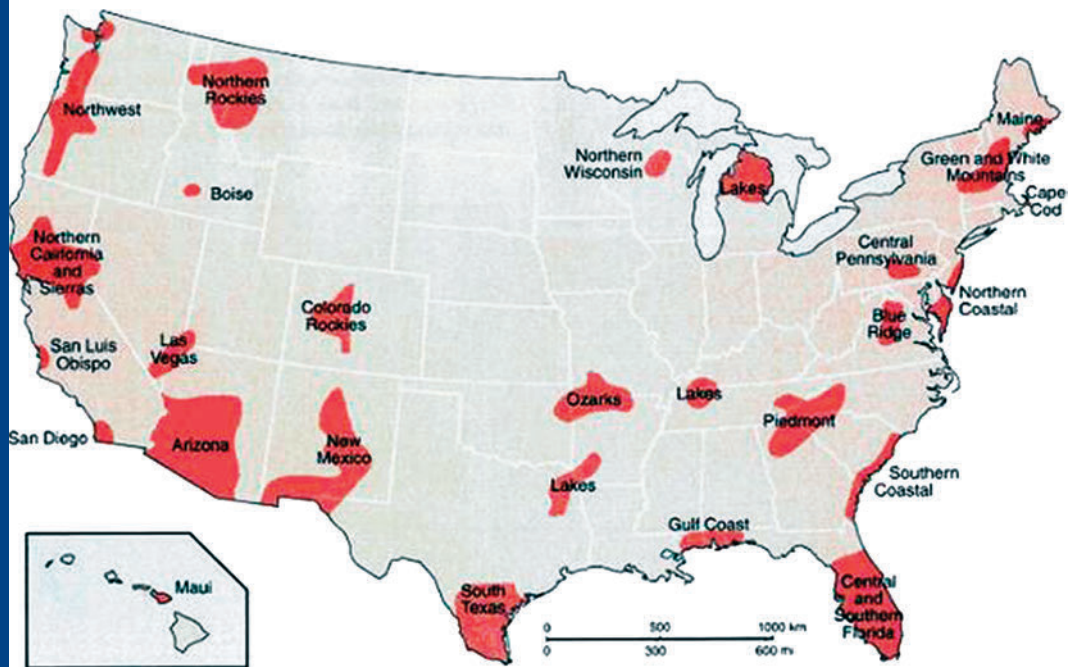 Northwest
Northern
Rockies
Boise
Northern
California
and
Sierras
San Luis
Obispo
San Diego
Las
Vegas
Arizona
Colorado
Rockies
New
Mexico
Northern
Wisconsin
Lakes
Maine
Green and White
Mountains
Cape
Cod
Central
Pennsylvania
Northern
Coastal
Blue
Ridge
Ozarks
Lakes
Piedmont
Lakes
Southern
Coastal
Gulf Coast
South
Texas
Central
and
Southern
Florida
Maui
0 500 1000 km
0 300 600 mi